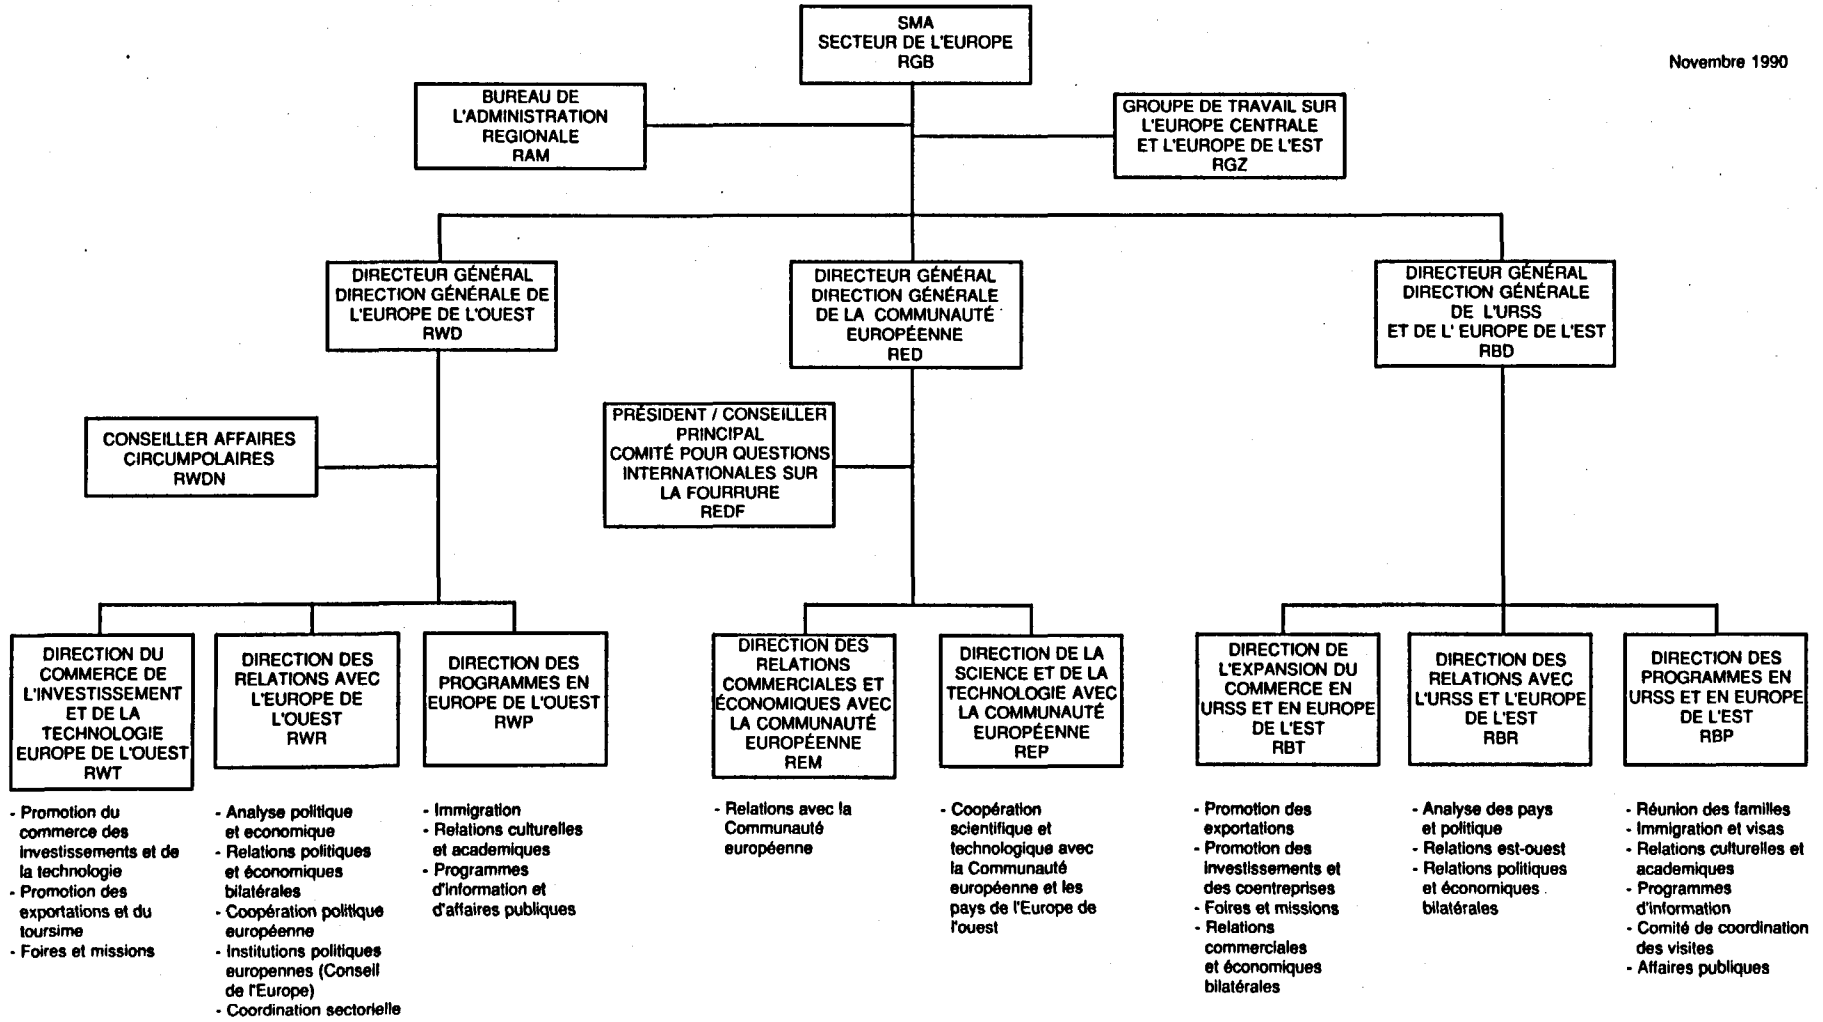 SMA
SECTEUR DE L'EUROPE
RGB
Novembre 1990
BUREAU DE
L'ADMINISTRATION
REGIONALE
RAM
GROUPE DE TRAVAIL SUR
L'EUROPE CENTRALE
ET L'EUROPE DE L'EST
RGZ
DIRECTEUR GÉNÉRAL
DIRECTION GÉNÉRALE DE
L'EUROPE DE L'OUEST
RWD
DIRECTEUR GÉNÉRAL
DIRECTION GÉNÉRALE
DE LA COMMUNAUTÉ
EUROPÉENNE
RED
DIRECTEUR GÉNÉRAL
DIRECTION GÉNÉRALE
DE L'URSS
ET DE L' EUROPE DE L'EST
RBD
CONSEILLER AFFAIRES
CIRCUMPOLAIRES
RWDN
PRÉSIDENT / CONSEILLER
PRINCIPAL
COMITÉ POUR QUESTIONS
INTERNATIONALES SUR
LA FOURRURE
REDF
DIRECTION DU
COMMERCE DE
L'INVESTISSEMENT
ET DE LA
TECHNOLOGIE
EUROPE DE L'OUEST
RWT
DIRECTION DES
RELATIONS AVEC
L'EUROPE DE
L'OUEST
RWR
DIRECTION DES
PROGRAMMES EN
EUROPE DE L'OUEST
RWP
DIRECTION DES
RELATIONS
COMMERCIALES ET
ÉCONOMIQUES AVEC
LA COMMUNAUTÉ
EUROPÉENNE
REM
DIRECTION DE LA
SCIENCE ET DE LA
TECHNOLOGIE AVEC
LA COMMUNAUTÉ
EUROPÉENNE
REP
DIRECTION DE
L'EXPANSION DU
COMMERCE EN
URSS ET EN EUROPE
DE L'EST
RBT
DIRECTION DES
RELATIONS AVEC
L'URSS ET L'EUROPE
DE L'EST
RBR
DIRECTION DES
PROGRAMMES EN
URSS ET EN EUROPE
DE L'EST
RBP
- Promotion du
commerce des
investissements et de
la technologie
- Promotion des
exportations et du
toursime
- Foires et missions
- Analyse politique
et economique
- Relations politiques
et économiques
bilatérales
- Coopération politique
européenne
- Institutions politiques
europennes (Conseil
de l'Europe)
- Coordination sectorielle
- Immigration
- Relations culturelles
et academiques
- Programmes
d'information et
d'affaires publiques
- Relations avec la
Communauté
européenne
- Coopération
scientifique et
technologique avec
la Communauté
européenne et les
pays de l'Europe de
l'ouest
- Promotion des
exportations
- Promotion des
investissements et
des coentreprises
- Foires et missions
- Relations
commerciales
et économiques
bilatérales
- Analyse des pays
et politique
- Relations est-ouest
- Relations politiques
et économiques
bilatérales
- Réunion des familles
- Immigration et visas
- Relations culturelles et
academiques
- Programmes
d'information
- Comité de coordination
des visites
- Affaires publiques